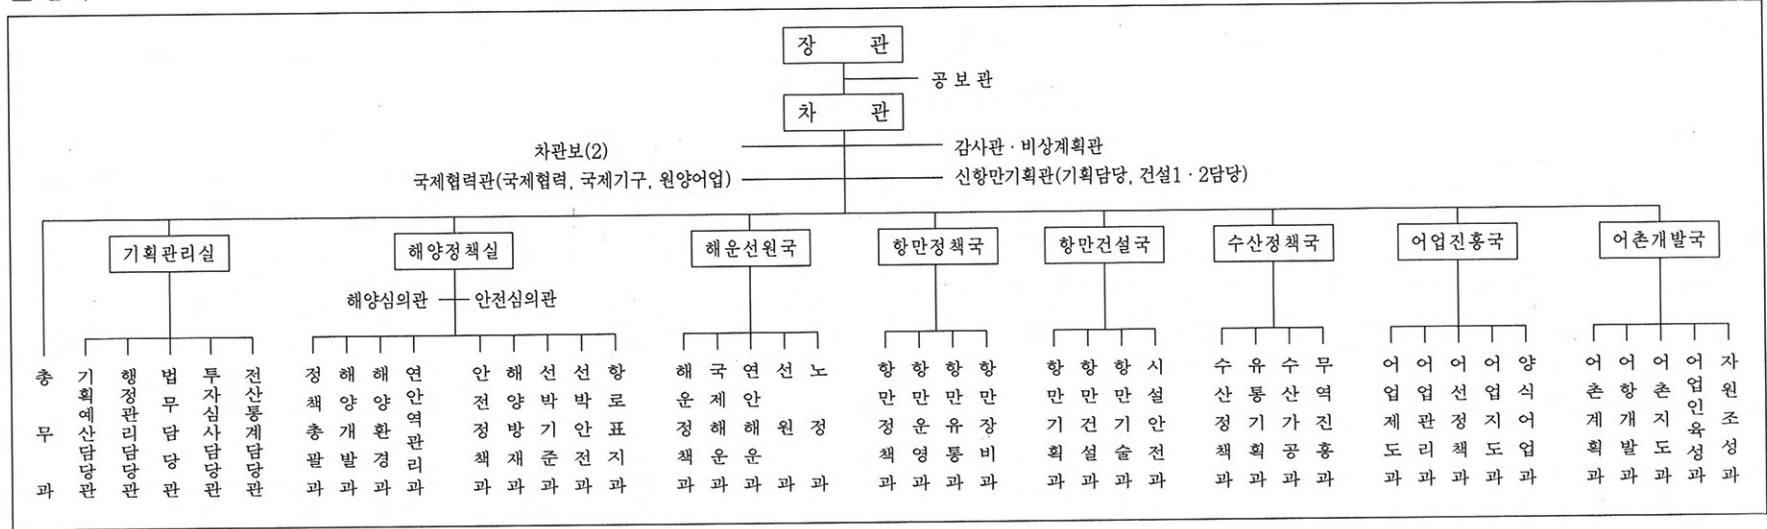 장 관
공 보 관
차 관
차관보(2)
감사관 · 비상계획관
국제협력관(국제협력, 국제기구, 원양어업)
신항만기획관(기획담당, 건설1 · 2담당)
기획관리실
해양정책실
해운선원국
항만정책국
항만건설국
수산정책국
어업진흥국
어촌개발국
해양심의관
안전심의관
총무과
기획예산담당관
행정관리담당관
법무담당관
투자심사담당관
전산통계담당관
정책총괄과
해양개발과
해양환경과
연안역관리과
안전정책과
해양방재과
선박기준과
선박안전과
항로표지과
해운정책과
국제해운과
연안해운과
선원과
노정과
항만정책과
항만운영과
항만유통과
항만장비과
항만기획과
항만건설과
항만기술과
시설안전과
수산정책과
유통기획과
수산가공과
무역진흥과
어업제도과
어업관리과
어선정책과
어업지도과
양식어업과
어촌계획과
어항개발과
어촌지도과
어업인육성과
자원조성과